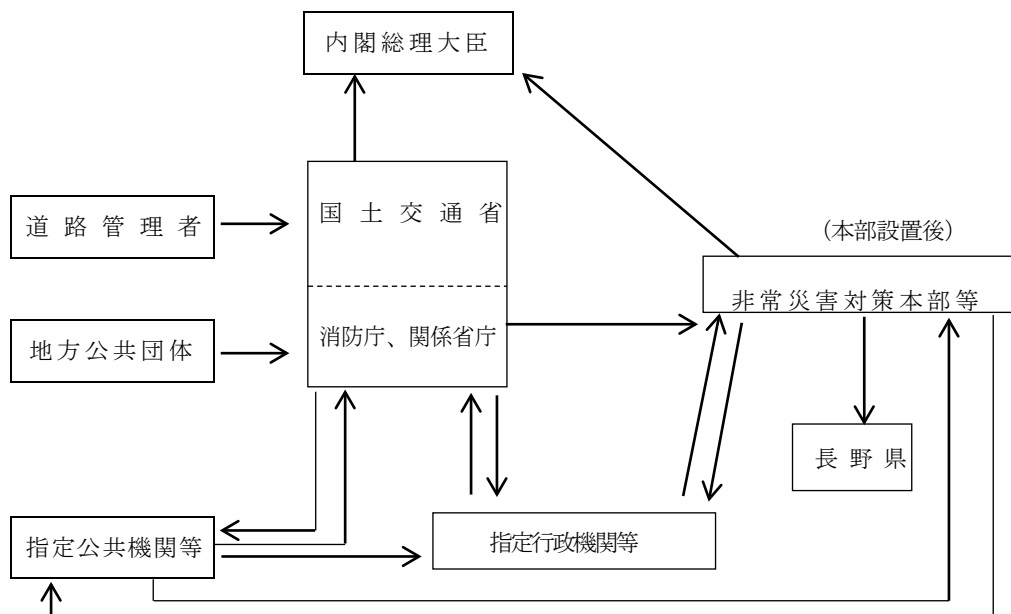 内閣総理大臣
道路管理者
国土交通省
(本部設置後)
非常災害対策本部等
地方公共団体
消防庁、関係省庁
長野県
指定公共機関等
指定行政機関等